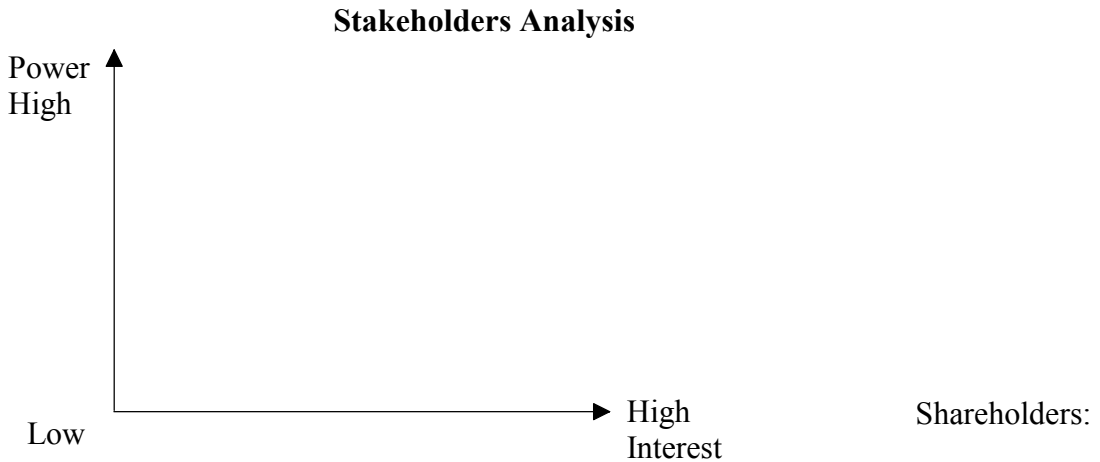 Stakeholders Analysis
Power
High
Low
High
Interest
Shareholders: